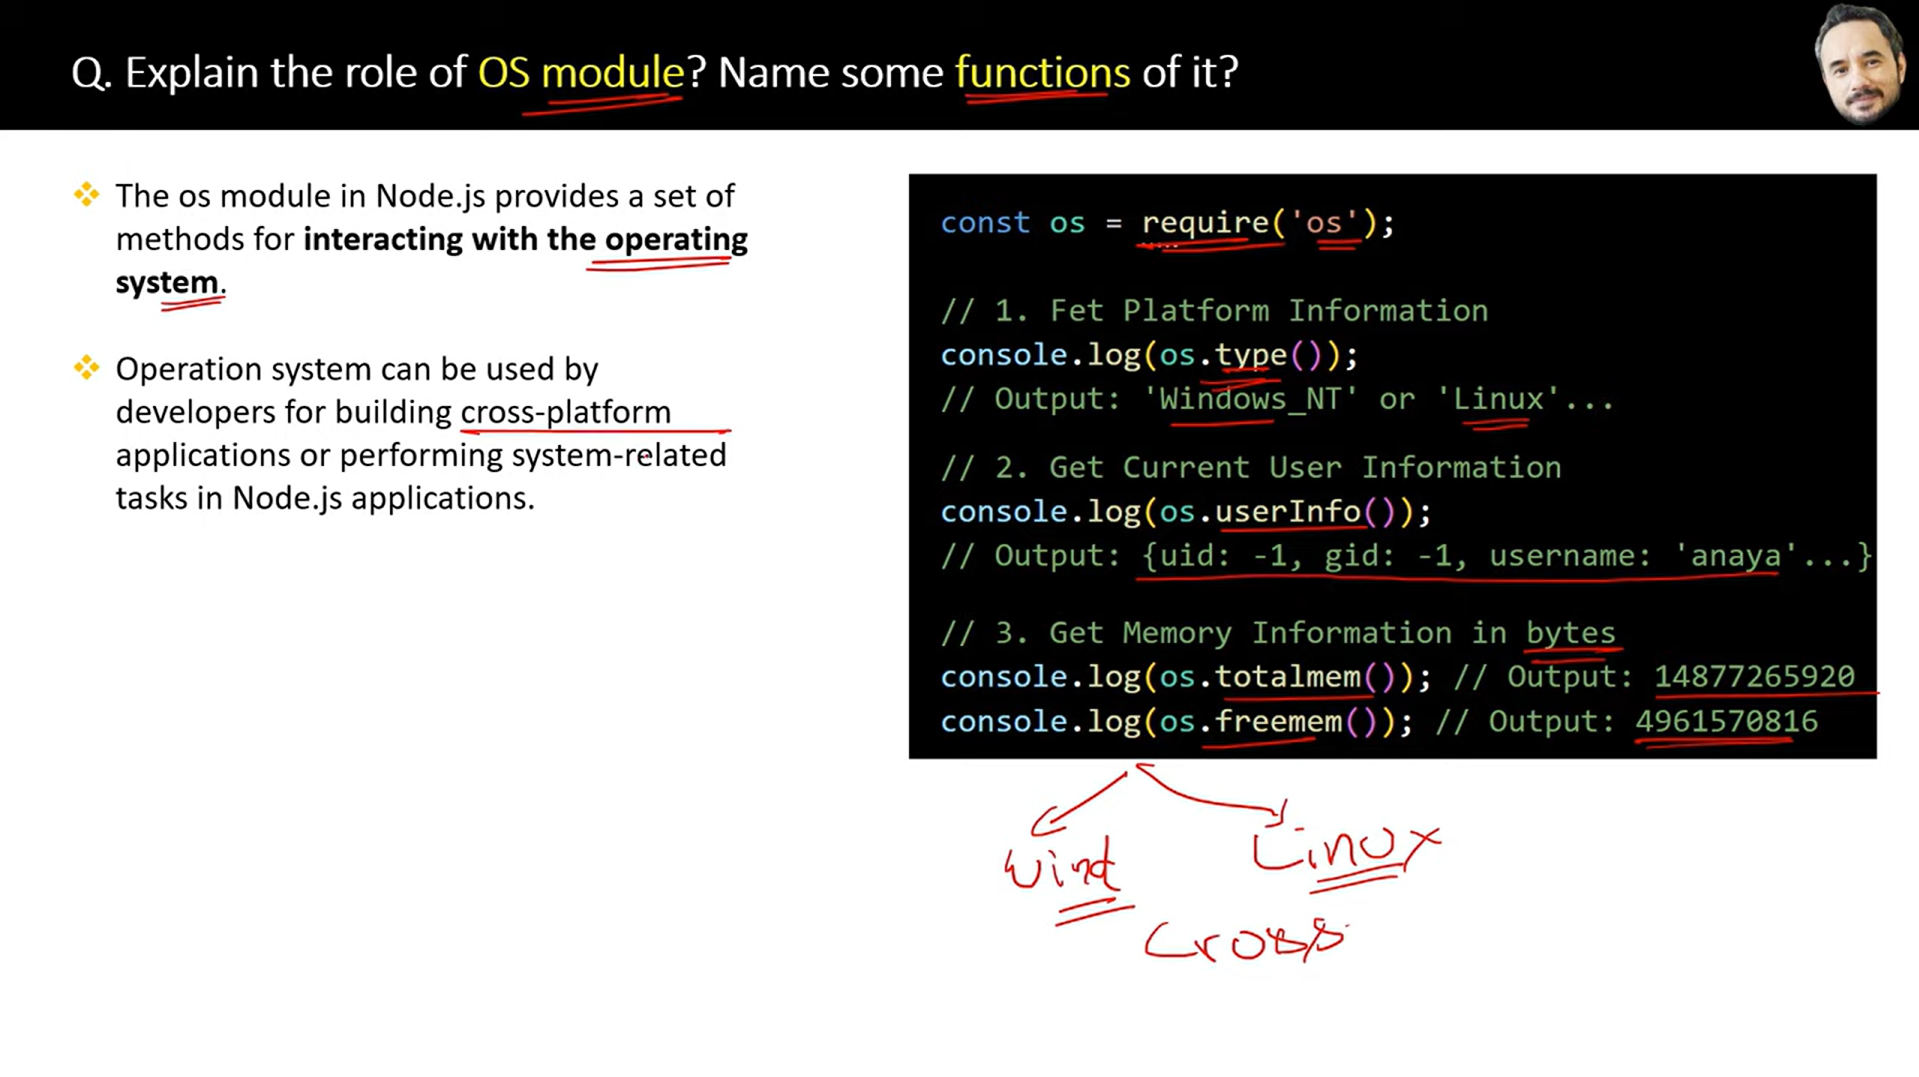 Q. Explain the role of OS module? Name some functions of it?
The os module in Node.js provides a set of
methods for interacting with the operating
system.
Operation system can be used by
developers for building cross-platform
applications or performing system-related
tasks in Node.js applications.
const os = require('os');
// 1. Fet Platform Information
console.log(os.type());
// Output: 'Windows_NT' or 'Linux'...
// 2. Get Current User Information
console.log(os.userInfo());
// Output: {uid: -1, gid: -1, username: 'anaya'...}
// 3. Get Memory Information in bytes
console.log(os.totalmem()); // Output: 14877265920
console.log(os.freemem()); // Output: 4961570816
Wind Linux
Cross